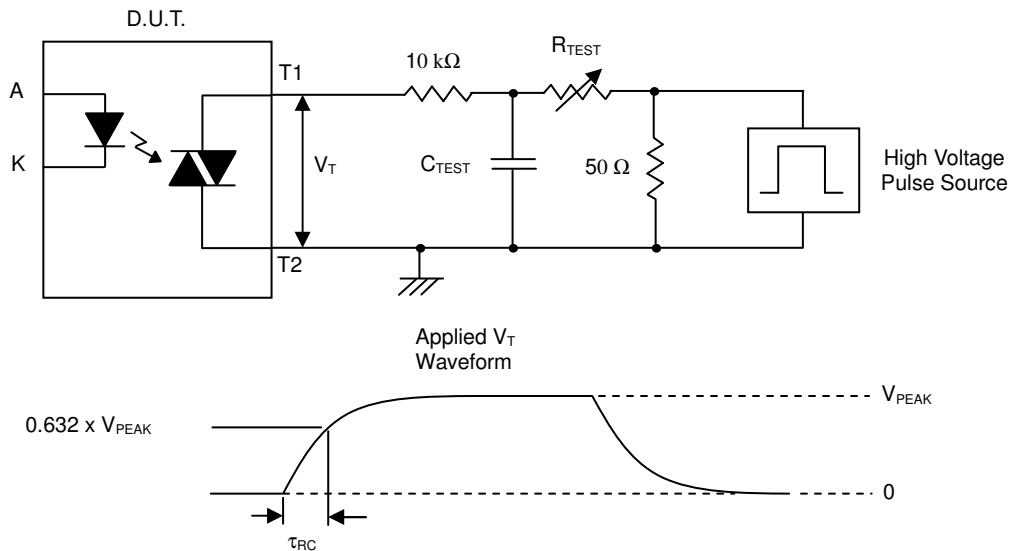 D.U.T.
T1
10 kΩ
R_TEST
A
K
V_T
C_TEST
50 Ω
High Voltage
Pulse Source
T2
Applied V_T
Waveform
V_PEAK
0.632 x V_PEAK
0
τ_RC